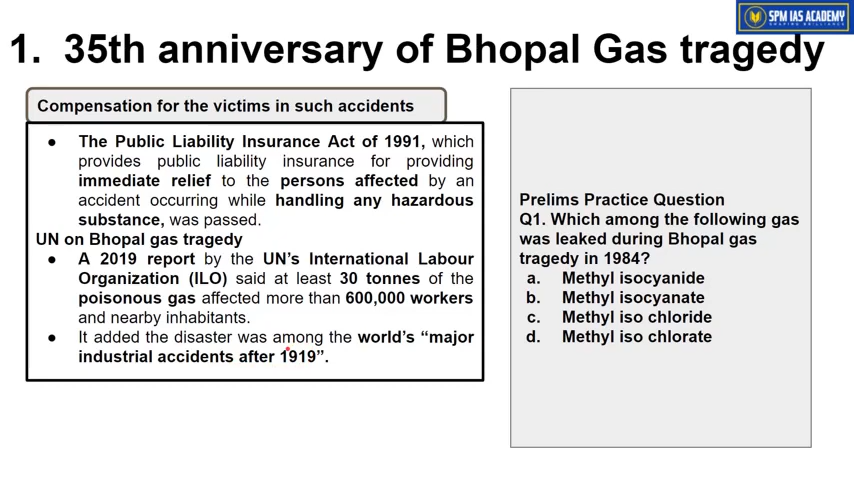 SPM IAS ACADEMY
SHAPING BRILLIANCE
1. 35th anniversary of Bhopal Gas tragedy
Compensation for the victims in such accidents
● The Public Liability Insurance Act of 1991, which
provides public liability insurance for providing
immediate relief to the persons affected by an
accident occurring while handling any hazardous
substance, was passed.
UN on Bhopal gas tragedy
● A 2019 report by the UN's International Labour
Organization (ILO) said at least 30 tonnes of the
poisonous gas affected more than 600,000 workers
and nearby inhabitants.
● It added the disaster was among the world's "major
industrial accidents after 1919".
Prelims Practice Question
Q1. Which among the following gas
was leaked during Bhopal gas
tragedy in 1984?
a. Methyl isocyanide
b. Methyl isocyanate
c. Methyl iso chloride
d. Methyl iso chlorate